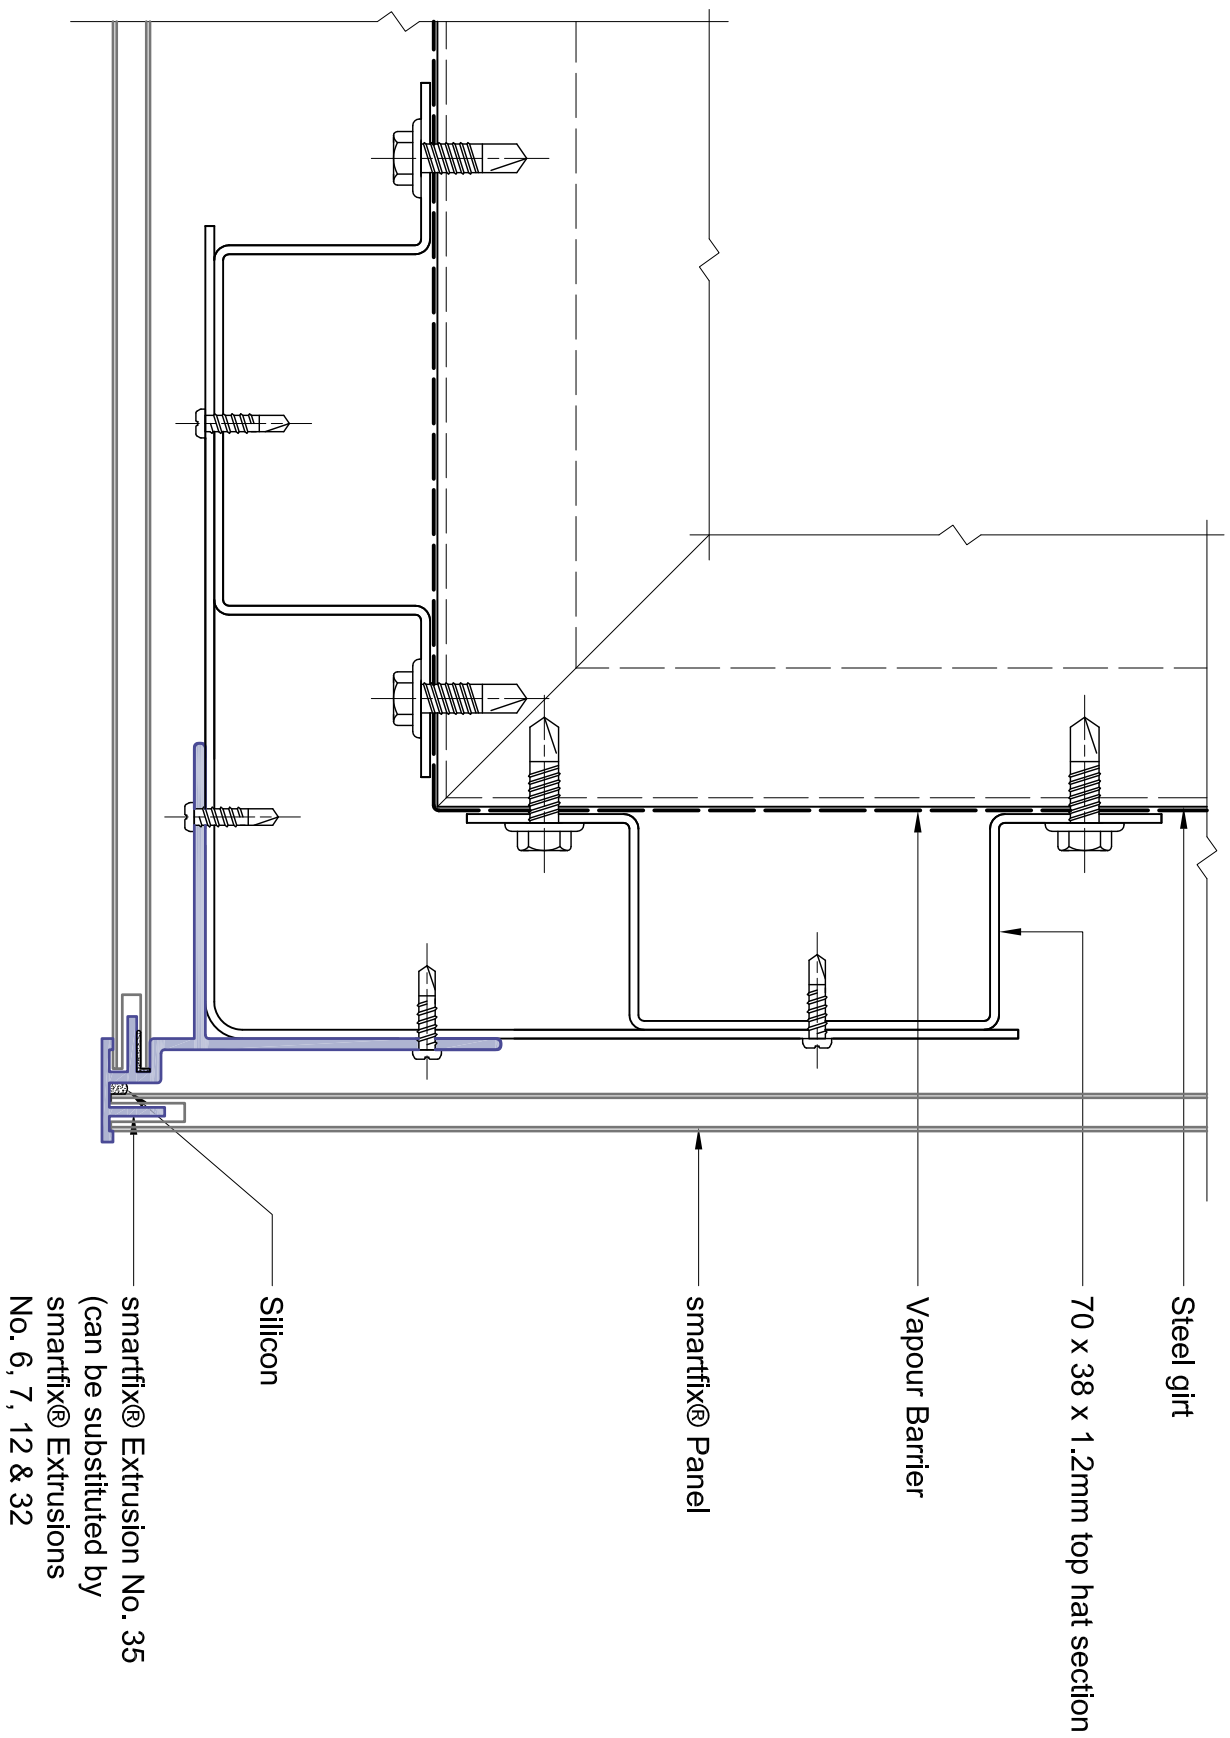 Steel girt
70 x 38 x 1.2mm top hat section
Vapour Barrier
smartfix® Panel
Silicon
smartfix® Extrusion No. 35
(can be substituted by
smartfix® Extrusions
No. 6, 7, 12 & 32